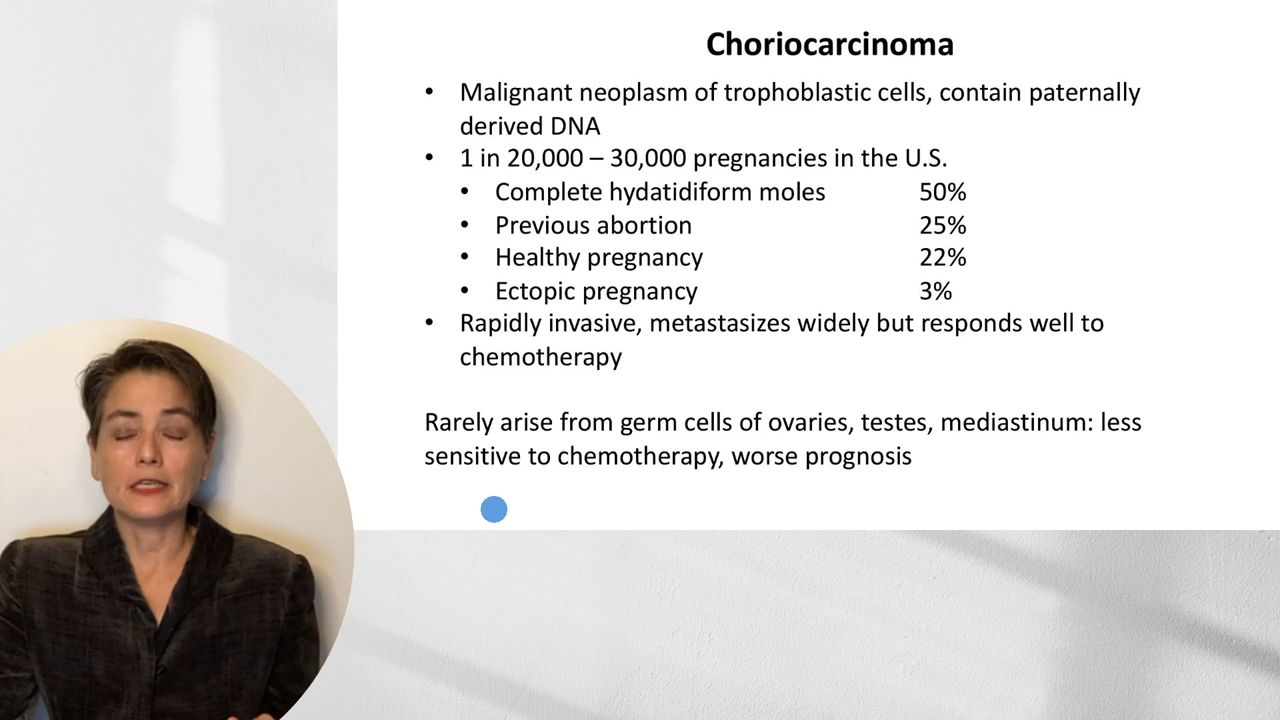 Choriocarcinoma
• Malignant neoplasm of trophoblastic cells, contain paternally
derived DNA
• 1 in 20,000 – 30,000 pregnancies in the U.S.
• Complete hydatidiform moles 50%
• Previous abortion 25%
• Healthy pregnancy 22%
• Ectopic pregnancy 3%
• Rapidly invasive, metastasizes widely but responds well to
chemotherapy
Rarely arise from germ cells of ovaries, testes, mediastinum: less
sensitive to chemotherapy, worse prognosis